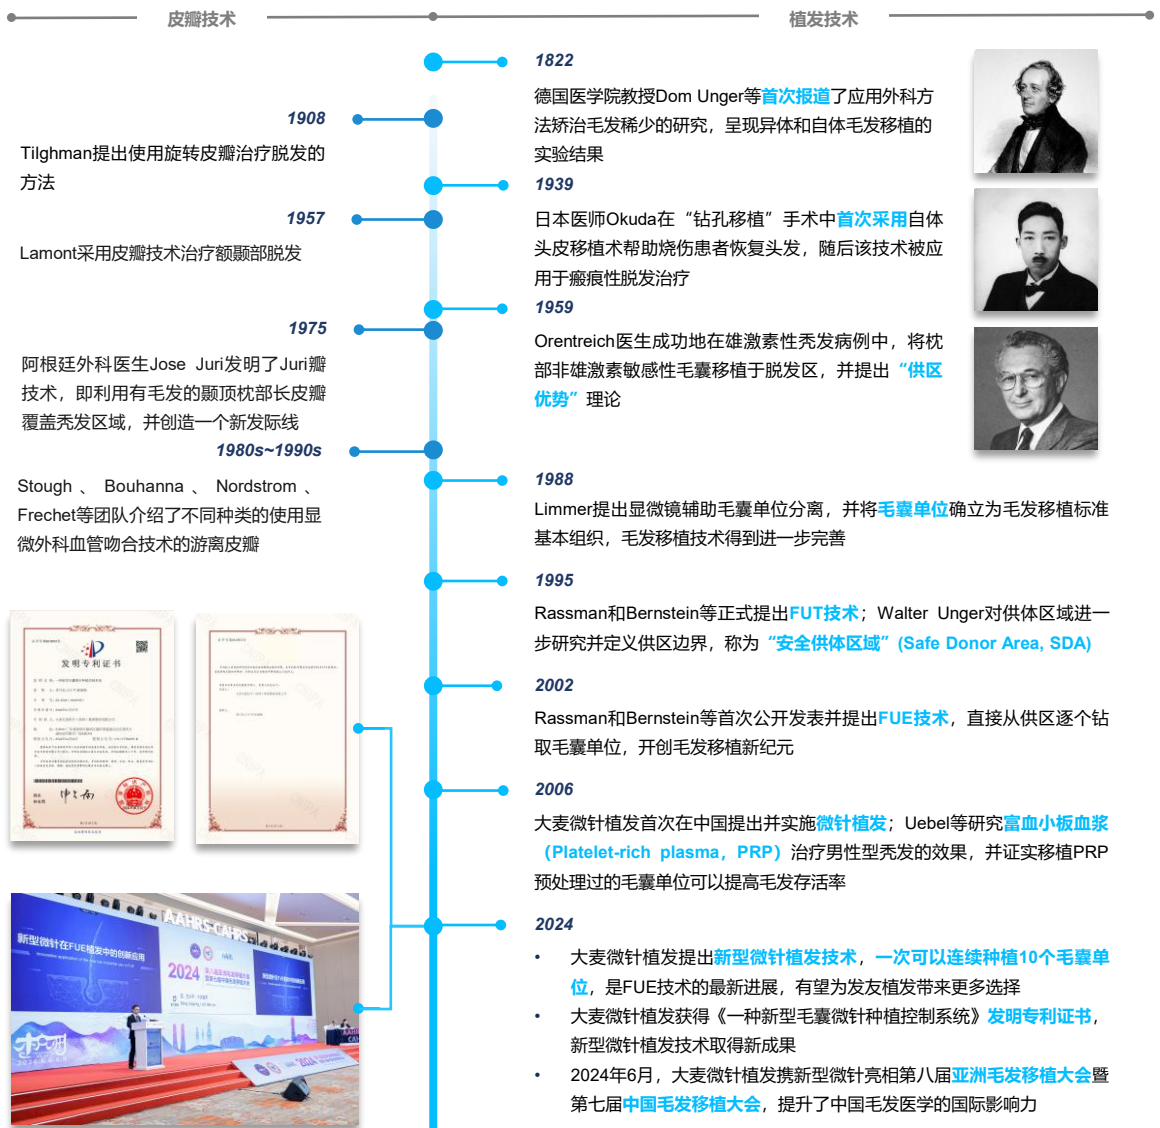 皮瓣技术
植发技术
1822
德国医学院教授Dom Unger等首次报道了应用外科方
法矫治毛发稀少的研究，呈现异体和自体毛发移植的
实验结果
1908
Tilghman提出使用旋转皮瓣治疗脱发的
方法
1939
日本医师Okuda在“钻孔移植”手术中首次采用自体
头皮移植术帮助烧伤患者恢复头发，随后该技术被应
用于瘢痕性脱发治疗
1957
Lamont采用皮瓣技术治疗额颞部脱发
1959
Orentreich医生成功地在雄激素性秃发病例中，将枕
部非雄激素敏感性毛囊移植于脱发区，并提出“供区
优势”理论
1975
阿根廷外科医生Jose Juri发明了Juri瓣
技术，即利用有毛发的颞顶枕部长皮瓣
覆盖秃发区域，并创造一个新发际线
1980s~1990s
Stough 、 Bouhanna 、 Nordstrom 、
Frechet等团队介绍了不同种类的使用显
微外科血管吻合技术的游离皮瓣
1988
Limmer提出显微镜辅助毛囊单位分离，并将毛囊单位确立为毛发移植标准
基本组织，毛发移植技术得到进一步完善
1995
Rassman和Bernstein等正式提出FUT技术；Walter Unger对供体区域进一
步研究并定义供区边界，称为“安全供体区域”(Safe Donor Area, SDA)
2002
Rassman和Bernstein等首次公开发表并提出FUE技术，直接从供区逐个钻
取毛囊单位，开创毛发移植新纪元
2006
大麦微针植发首次在中国提出并实施微针植发；Uebel等研究富血小板血浆
（Platelet-rich plasma，PRP）治疗男性型秃发的效果，并证实移植PRP
预处理过的毛囊单位可以提高毛发存活率
2024
• 大麦微针植发提出新型微针植发技术，一次可以连续种植10个毛囊单
位，是FUE技术的最新进展，有望为发友植发带来更多选择
• 大麦微针植发获得《一种新型毛囊微针种植控制系统》发明专利证书，
新型微针植发技术取得新成果
• 2024年6月，大麦微针植发携新型微针亮相第八届亚洲毛发移植大会暨
第七届中国毛发移植大会，提升了中国毛发医学的国际影响力
发明专利证书
AAHRS-CAHRS
新型微针在FUE植发中的创新应用
2024